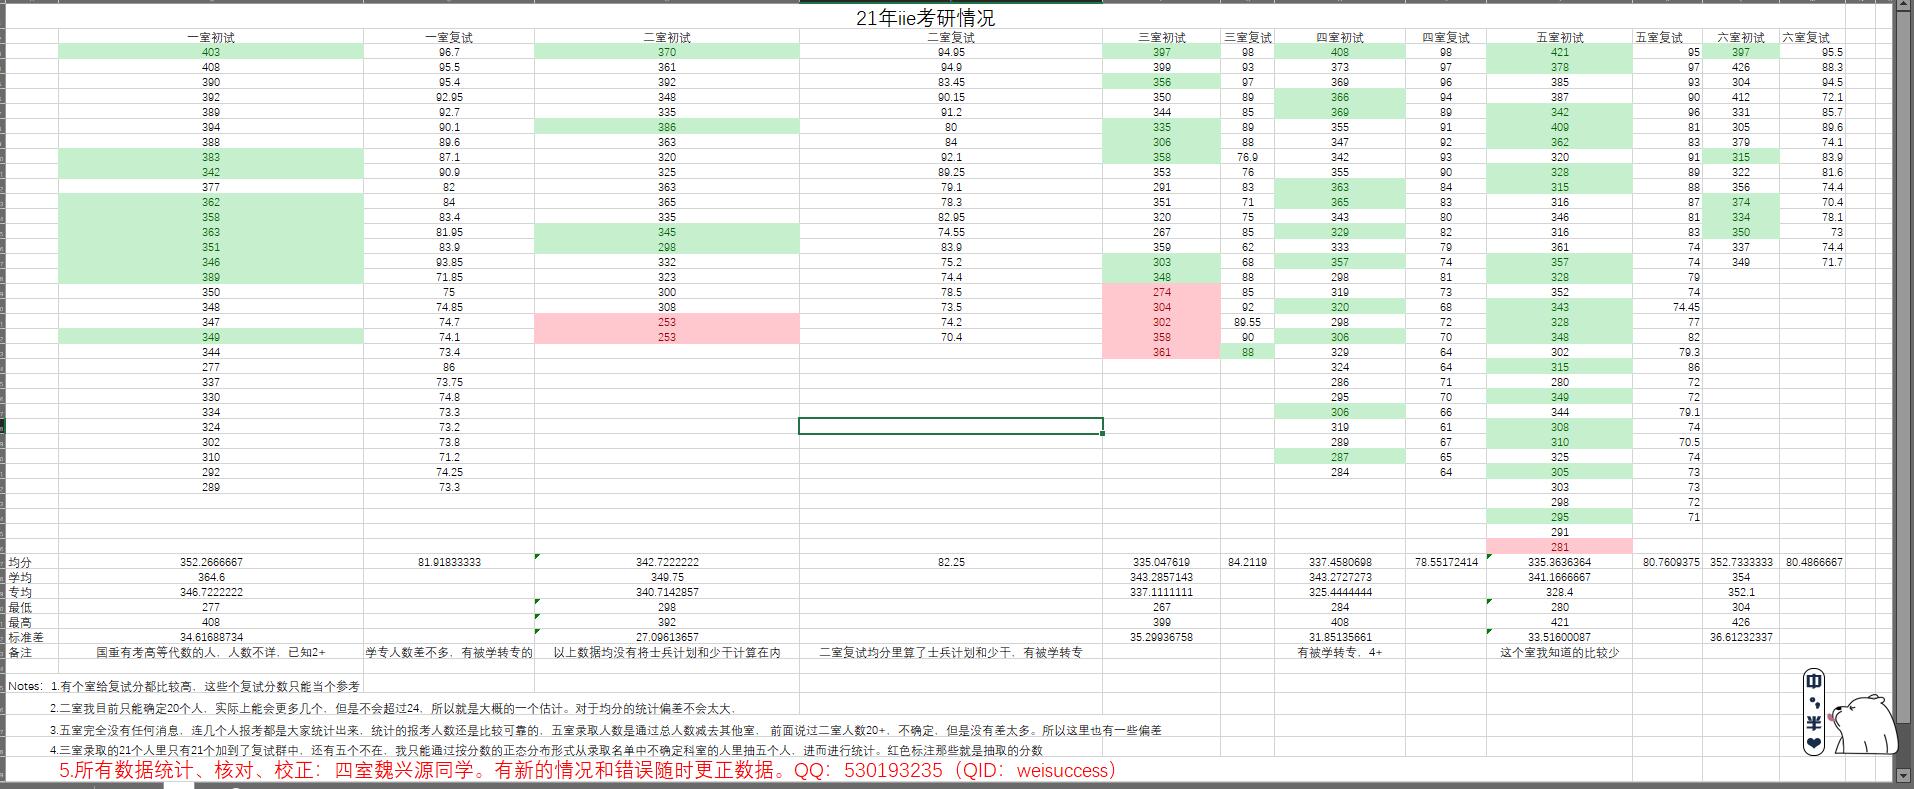 21年iie考研情况
一室初试 一室复试 二室初试 二室复试 三室初试 三室复试 四室初试 四室复试 五室初试 五室复试 六室初试 六室复试
403 96.7 370 94.95 397 98 408 98 421 95 397 95.5
408 95.5 361 94.9 399 93 373 97 378 97 426 88.3
390 95.4 392 83.45 356 97 369 96 385 93 304 94.5
392 92.95 348 90.15 350 89 366 94 387 90 412 72.1
389 92.7 335 91.2 344 85 369 89 342 96 331 85.7
394 90.1 386 80 335 89 355 91 409 81 305 89.6
388 89.6 363 84 306 88 347 92 362 83 379 74.1
383 87.1 320 92.1 358 76.9 342 93 320 91 315 83.9
342 90.9 325 89.25 353 76 355 90 328 89 322 81.6
377 82 363 79.1 291 83 363 84 315 88 356 74.4
362 84 365 78.3 351 71 365 83 316 87 374 70.4
358 83.4 335 82.95 320 75 343 80 346 81 334 78.1
363 81.95 345 74.55 267 85 329 82 316 83 350 73
351 83.9 298 83.9 359 62 333 79 361 74 337 74.4
346 93.85 332 75.2 303 68 357 74 357 74 349 71.7
389 71.85 323 74.4 348 88 298 81 328 79
350 75 300 78.5 274 85 319 73 352 74
348 74.85 308 73.5 304 92 320 68 343 74.45
347 74.7 253 74.2 302 89.55 298 72 328 77
349 74.1 253 70.4 358 90 306 70 348 82
344 73.4 361 88 329 64 302 79.3
277 86 324 64 315 86
337 73.75 286 71 280 72
330 74.8 295 70 349 72
334 73.3 306 66 344 79.1
324 73.2 319 61 308 74
302 73.8 289 67 310 70.5
310 71.2 287 65 325 74
292 74.25 284 64 305 73
289 73.3 303 73
298 72
295 71
291
281
均分 352.2666667 81.91833333 342.7222222 82.25 335.047619 84.2119 337.4580698 78.55172414 335.3636364 80.7609375 352.7333333 80.4866667
学均 364.6 349.75 343.2857143 343.2727273 341.1666667 354
专均 346.7222222 340.7142857 337.1111111 325.4444444 328.4 352.1
最低 277 298 267 284 280 304
最高 408 392 399 408 421 426
标准差 34.61688734 27.09613657 35.29936758 31.85135661 33.51600087 36.61232337
备注 国重有考高等代数的人，人数不详，已知2+ 学专人数差不多，有被学转专的 以上数据均没有将士兵计划和少干计算在内 二室复试均分里算了士兵计划和少干，有被学转专 有被学转专，4+ 这个室我知道的比较少
Notes：1.有个室给复试分都比较高，这些个复试分数只能当个参考
2.二室我目前只能确定20个人，实际上能会更多几个，但是不会超过24，所以就是大概的一个估计。对于均分的统计偏差不会太大，
3.五室完全没有任何消息，连几个人报考都是大家统计出来，统计的报考人数还是比较可靠的，五室录取人数是通过总人数减去其他室， 前面说过二室人数20+，不确定，但是没有差太多。所以这里也有一些偏差
4.三室录取的21个人里只有21个加到了复试群中，还有五个不在，我只能通过按分数的正态分布形式从录取名单中不确定科室的人里抽五个人，进而进行统计。红色标注那些就是抽取的分数
5.所有数据统计、核对、校正：四室魏兴源同学。有新的情况和错误随时更正数据。QQ：530193235（QID：weisuccess）
中
半